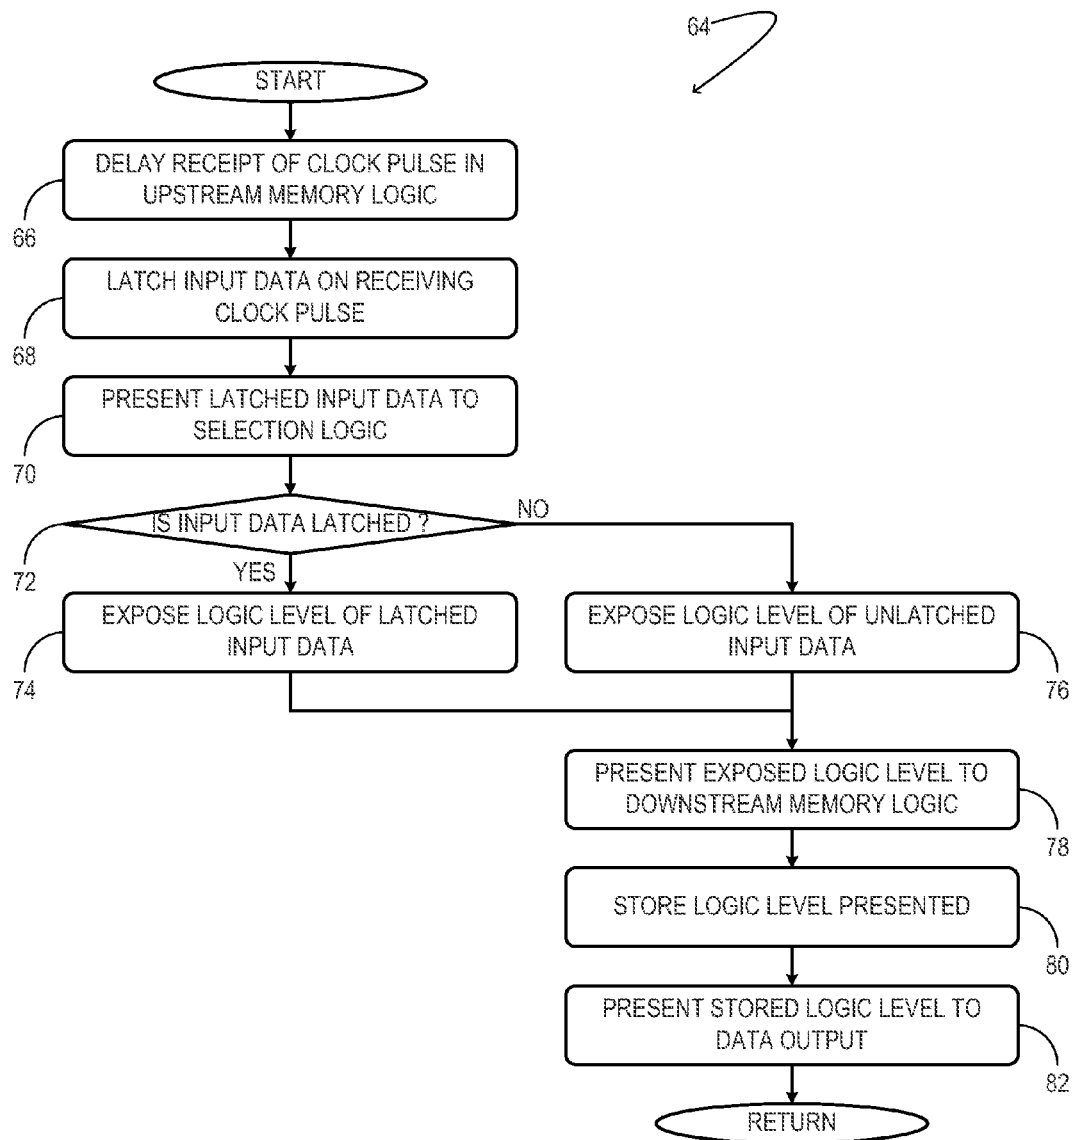 64
START
DELAY RECEIPT OF CLOCK PULSE IN
UPSTREAM MEMORY LOGIC
66
LATCH INPUT DATA ON RECEIVING
CLOCK PULSE
68
PRESENT LATCHED INPUT DATA TO
SELECTION LOGIC
70
IS INPUT DATA LATCHED ?
NO
72
YES
EXPOSE LOGIC LEVEL OF LATCHED
INPUT DATA
74
EXPOSE LOGIC LEVEL OF UNLATCHED
INPUT DATA
76
PRESENT EXPOSED LOGIC LEVEL TO
DOWNSTREAM MEMORY LOGIC
78
STORE LOGIC LEVEL PRESENTED
80
PRESENT STORED LOGIC LEVEL TO
DATA OUTPUT
82
RETURN